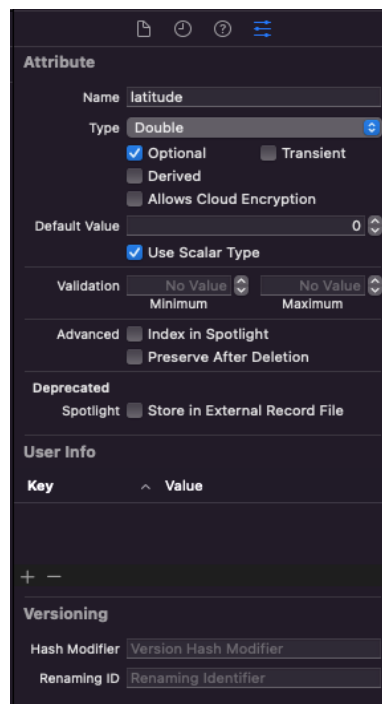 Attribute
Name latitude
Type Double
Optional Transient
Derived
Allows Cloud Encryption
Default Value 0
Use Scalar Type
Validation No Value No Value
Minimum Maximum
Advanced Index in Spotlight
Preserve After Deletion
Deprecated
Spotlight Store in External Record File
User Info
Key Value
+ −
Versioning
Hash Modifier Version Hash Modifier
Renaming ID Renaming Identifier